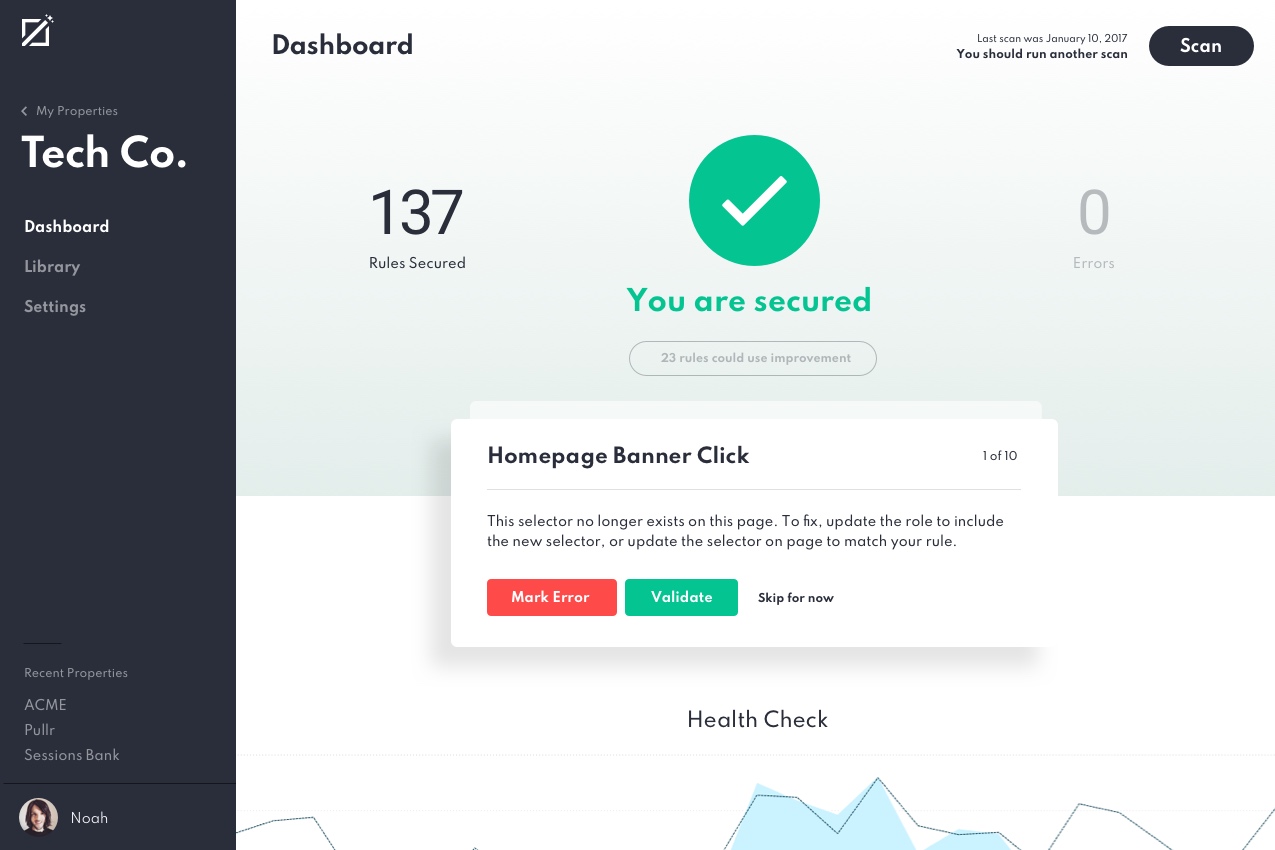 My Properties
Tech Co.
Dashboard
Library
Settings
Recent Properties
ACME
Pullr
Sessions Bank
Noah
Dashboard
Last scan was January 10, 2017
You should run another scan
Scan
137
Rules Secured
You are secured
23 rules could use improvement
0
Errors
Homepage Banner Click
1 of 10
This selector no longer exists on this page. To fix, update the role to include
the new selector, or update the selector on page to match your rule.
Mark Error
Validate
Skip for now
Health Check